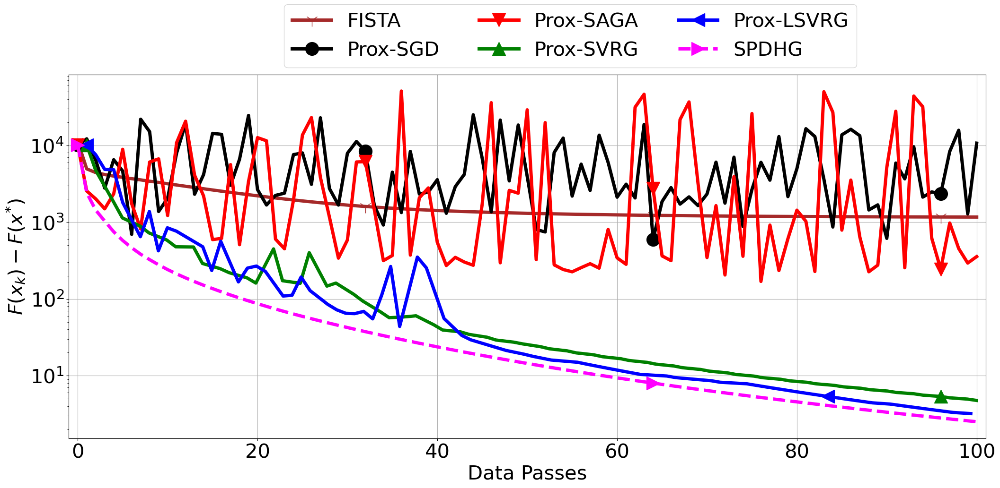 FISTA Prox-SAGA Prox-LSVRG
Prox-SGD Prox-SVRG SPDHG
10^4
10^3
10^2
10^1
F(x_k) − F(x^*)
0 20 40 60 80 100
Data Passes